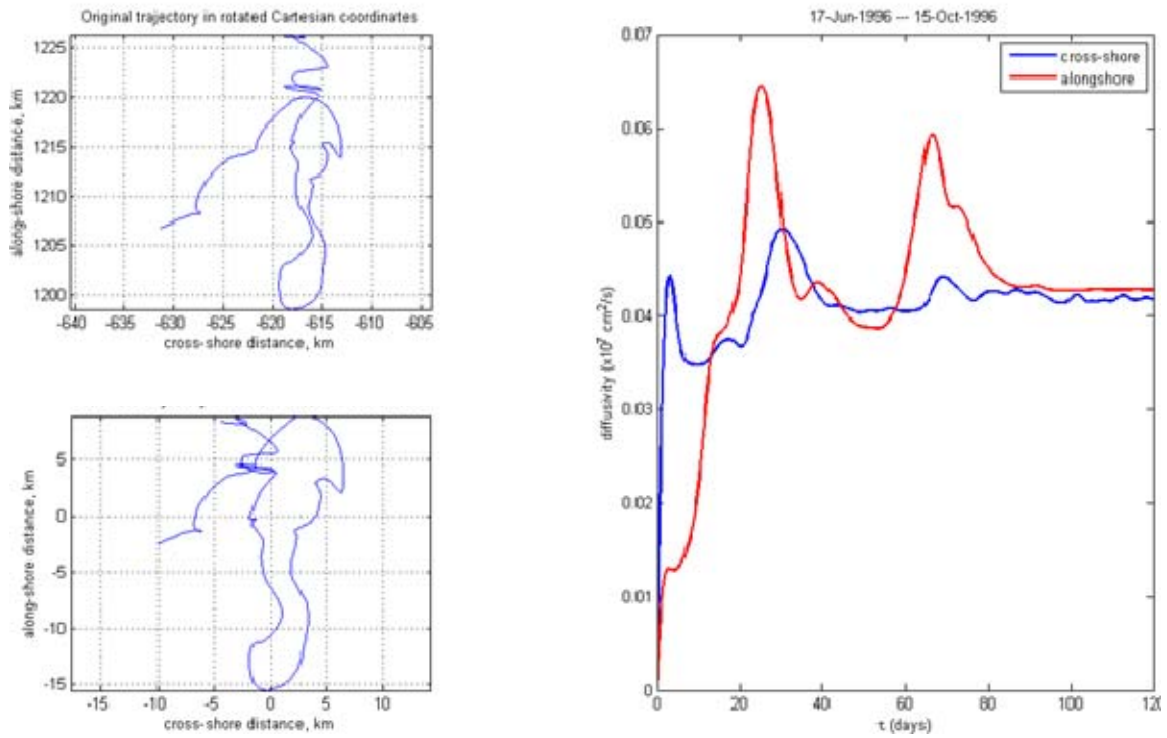 Original trajectory in rotated Cartesian coordinates
1225
1220
1215
1210
1205
1200
along-shore distance, km
-640 -635 -630 -625 -620 -615 -610 -605
cross-shore distance, km
5
0
-5
-10
-15
along-shore distance, km
-15 -10 -5 0 5 10
cross-shore distance, km
17-Jun-1996 --- 15-Oct-1996
cross-shore
alongshore
0.07
0.06
0.05
0.04
0.03
0.02
0.01
0
diffusivity (x10⁷ cm²/s)
0 20 40 60 80 100 120
τ (days)